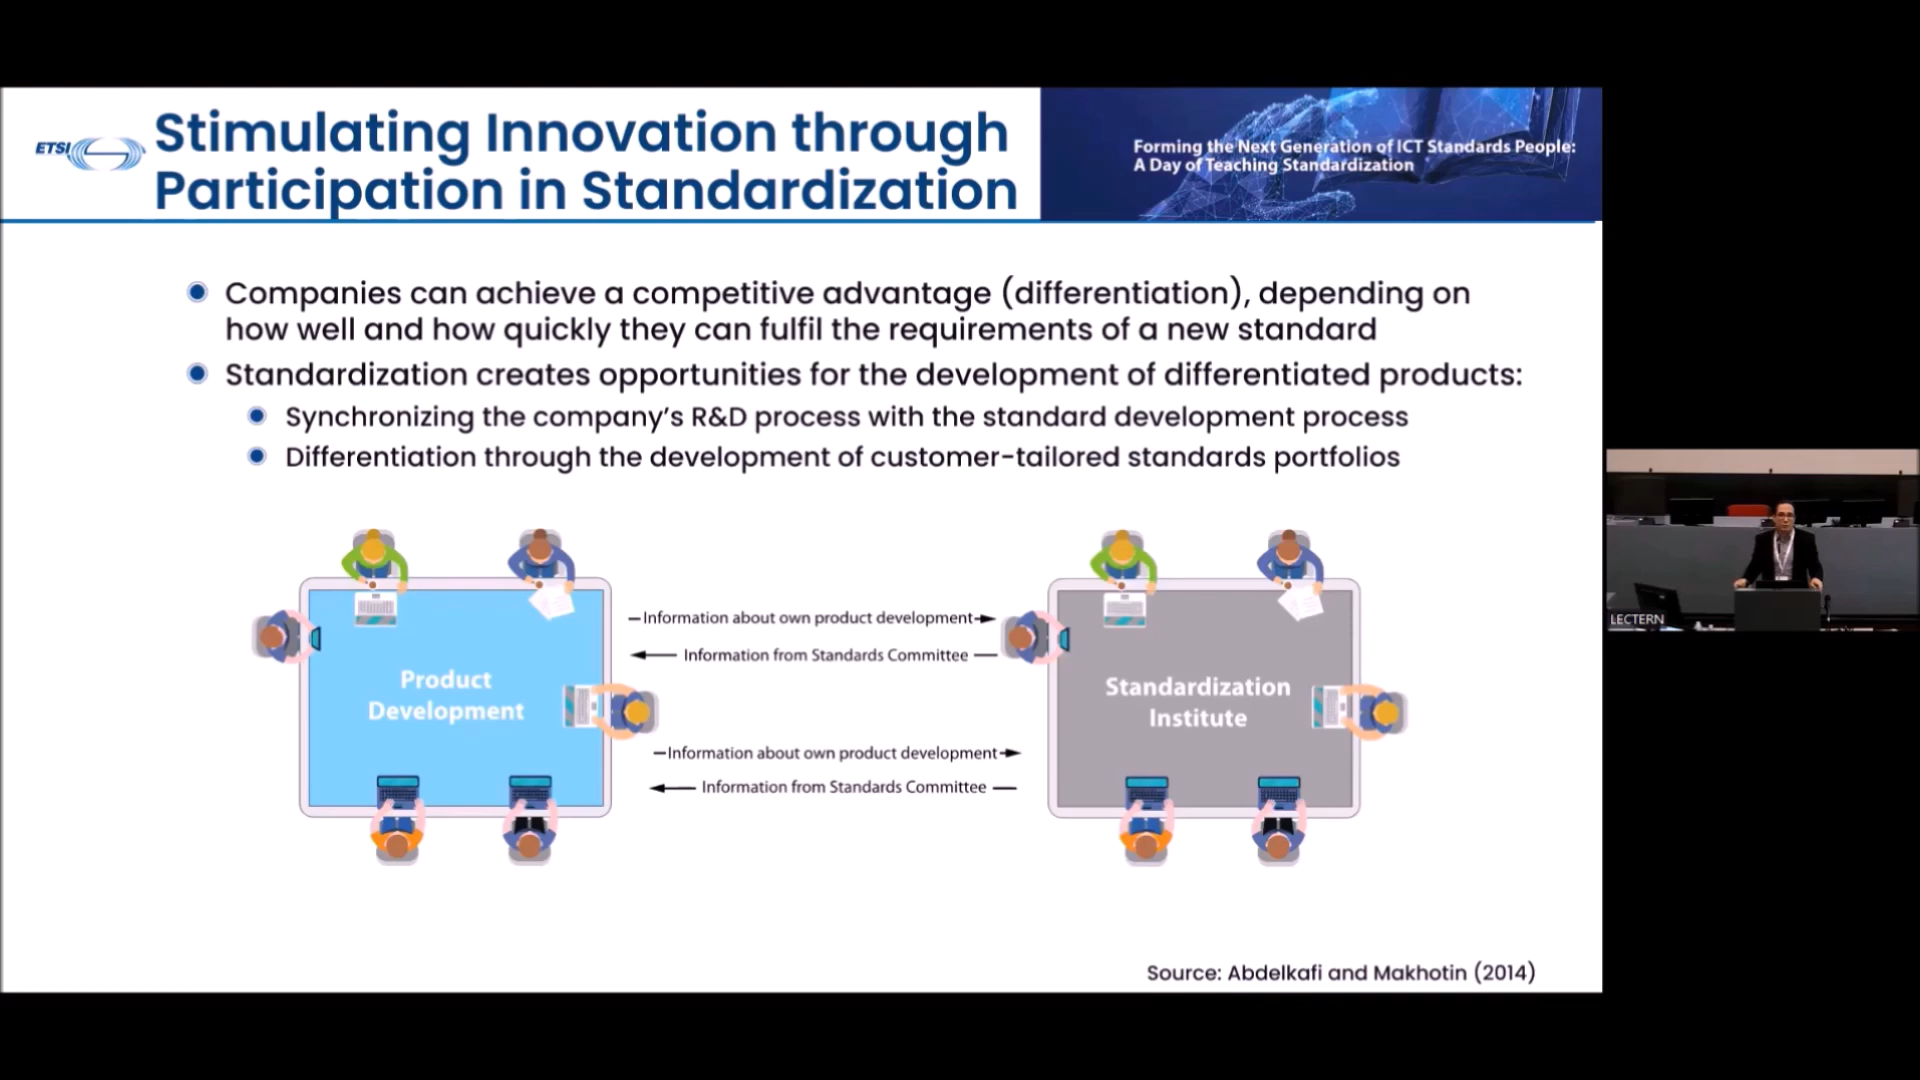 ETSI
Stimulating Innovation through
Participation in Standardization
Forming the Next Generation of ICT Standards People:
A Day of Teaching Standardization
Companies can achieve a competitive advantage (differentiation), depending on
how well and how quickly they can fulfil the requirements of a new standard
Standardization creates opportunities for the development of differentiated products:
Synchronizing the company's R&D process with the standard development process
Differentiation through the development of customer-tailored standards portfolios
Product
Development
Information about own product development
Information from Standards Committee
Information about own product development
Information from Standards Committee
Standardization
Institute
LECTERN
Source: Abdelkafi and Makhotin (2014)